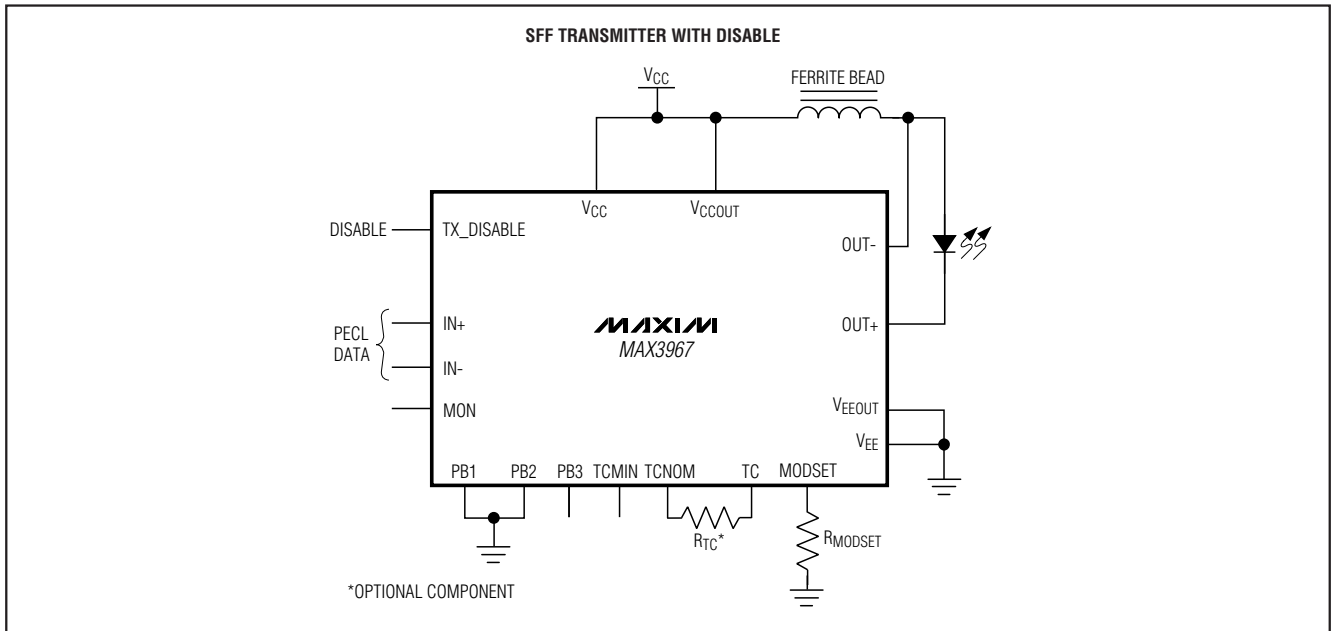 SFF TRANSMITTER WITH DISABLE
VCC
FERRITE BEAD
VCC
VCCOUT
DISABLE
TX_DISABLE
OUT-
IN+
PECL
DATA
IN-
MAXIM
MAX3967
OUT+
MON
VEEOUT
VEE
PB1
PB2
PB3
TCMIN
TCNOM
TC
MODSET
RTC*
RMODSET
*OPTIONAL COMPONENT